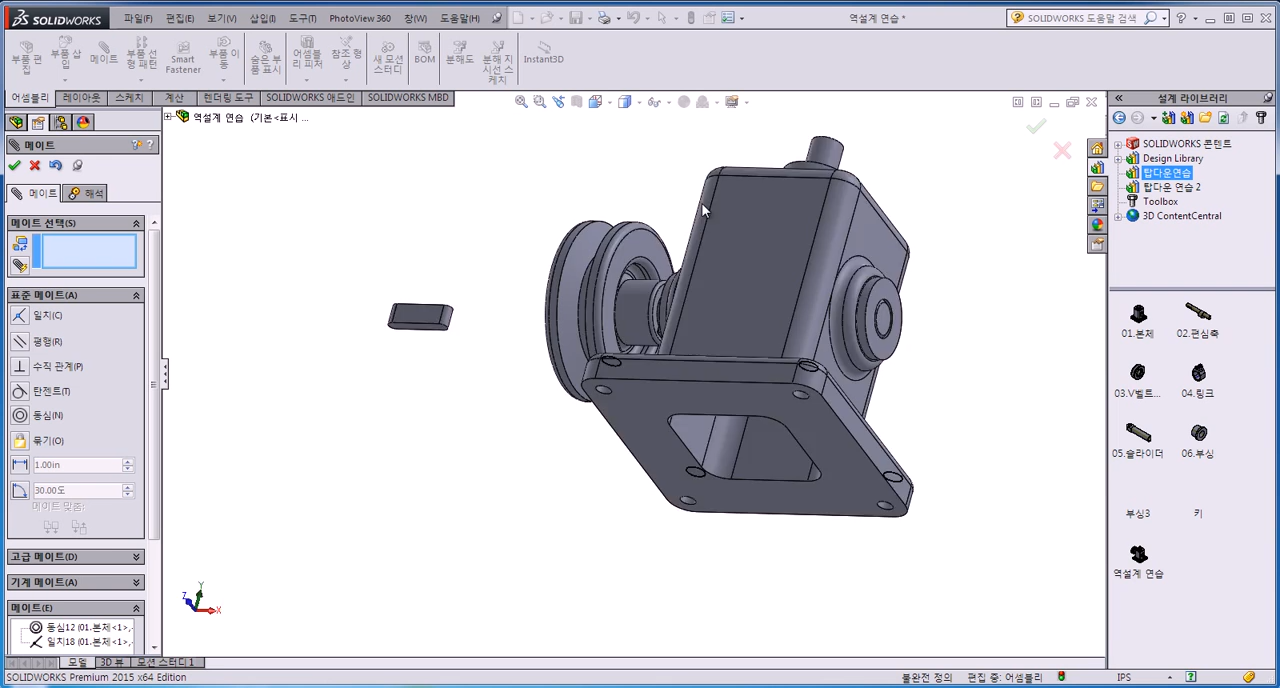 SOLIDWORKS 파일(F) 편집(E) 보기(V) 삽입(I) 도구(T) PhotoView 360 창(W) 도움말(H) 역설계 연습 * SOLIDWORKS 도움말 검색
부품 편집
부품 삽입
메이트
부품 선형 패턴
Smart Fastener
부품 이동
숨은 부품 표시
어셈블리 피처
참조 형상
새 모션 스터디
BOM
분해도
분해 지시선 스케치
Instant3D
어셈블리 레이아웃 스케치 계산 렌더링 도구 SOLIDWORKS 애드인 SOLIDWORKS MBD
역설계 연습 (기본<표시 ...
메이트
메이트 해석
메이트 선택(S)
표준 메이트(A)
일치(C)
평행(R)
수직 관계(P)
탄젠트(T)
동심(N)
묶기(O)
1.00in
30.00도
메이트 맞춤:
고급 메이트(D)
기계 메이트(A)
메이트(E)
동심12 (01.본체<1>,
일치18 (01.본체<1>,
설계 라이브러리
SOLIDWORKS 콘텐트
Design Library
탑다운연습
탑다운 연습 2
Toolbox
3D ContentCentral
01.본체 02.편심축
03.V벨트... 04.링크
05.슬라이더 06.부싱
부싱3 키
역설계 연습
Y
Z
X
모델 3D 뷰 모션 스터디 1
SOLIDWORKS Premium 2015 x64 Edition 불완전 정의 편집 중: 어셈블리 IPS